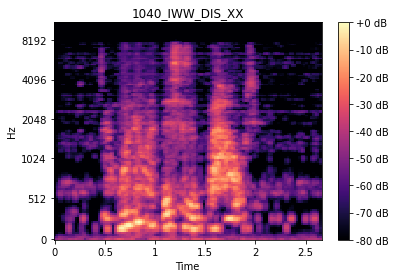 1040_IWW_DIS_XX
8192
4096
2048
1024
512
0
Hz
0
0.5
1
1.5
2
2.5
Time
+0 dB
-10 dB
-20 dB
-30 dB
-40 dB
-50 dB
-60 dB
-70 dB
-80 dB